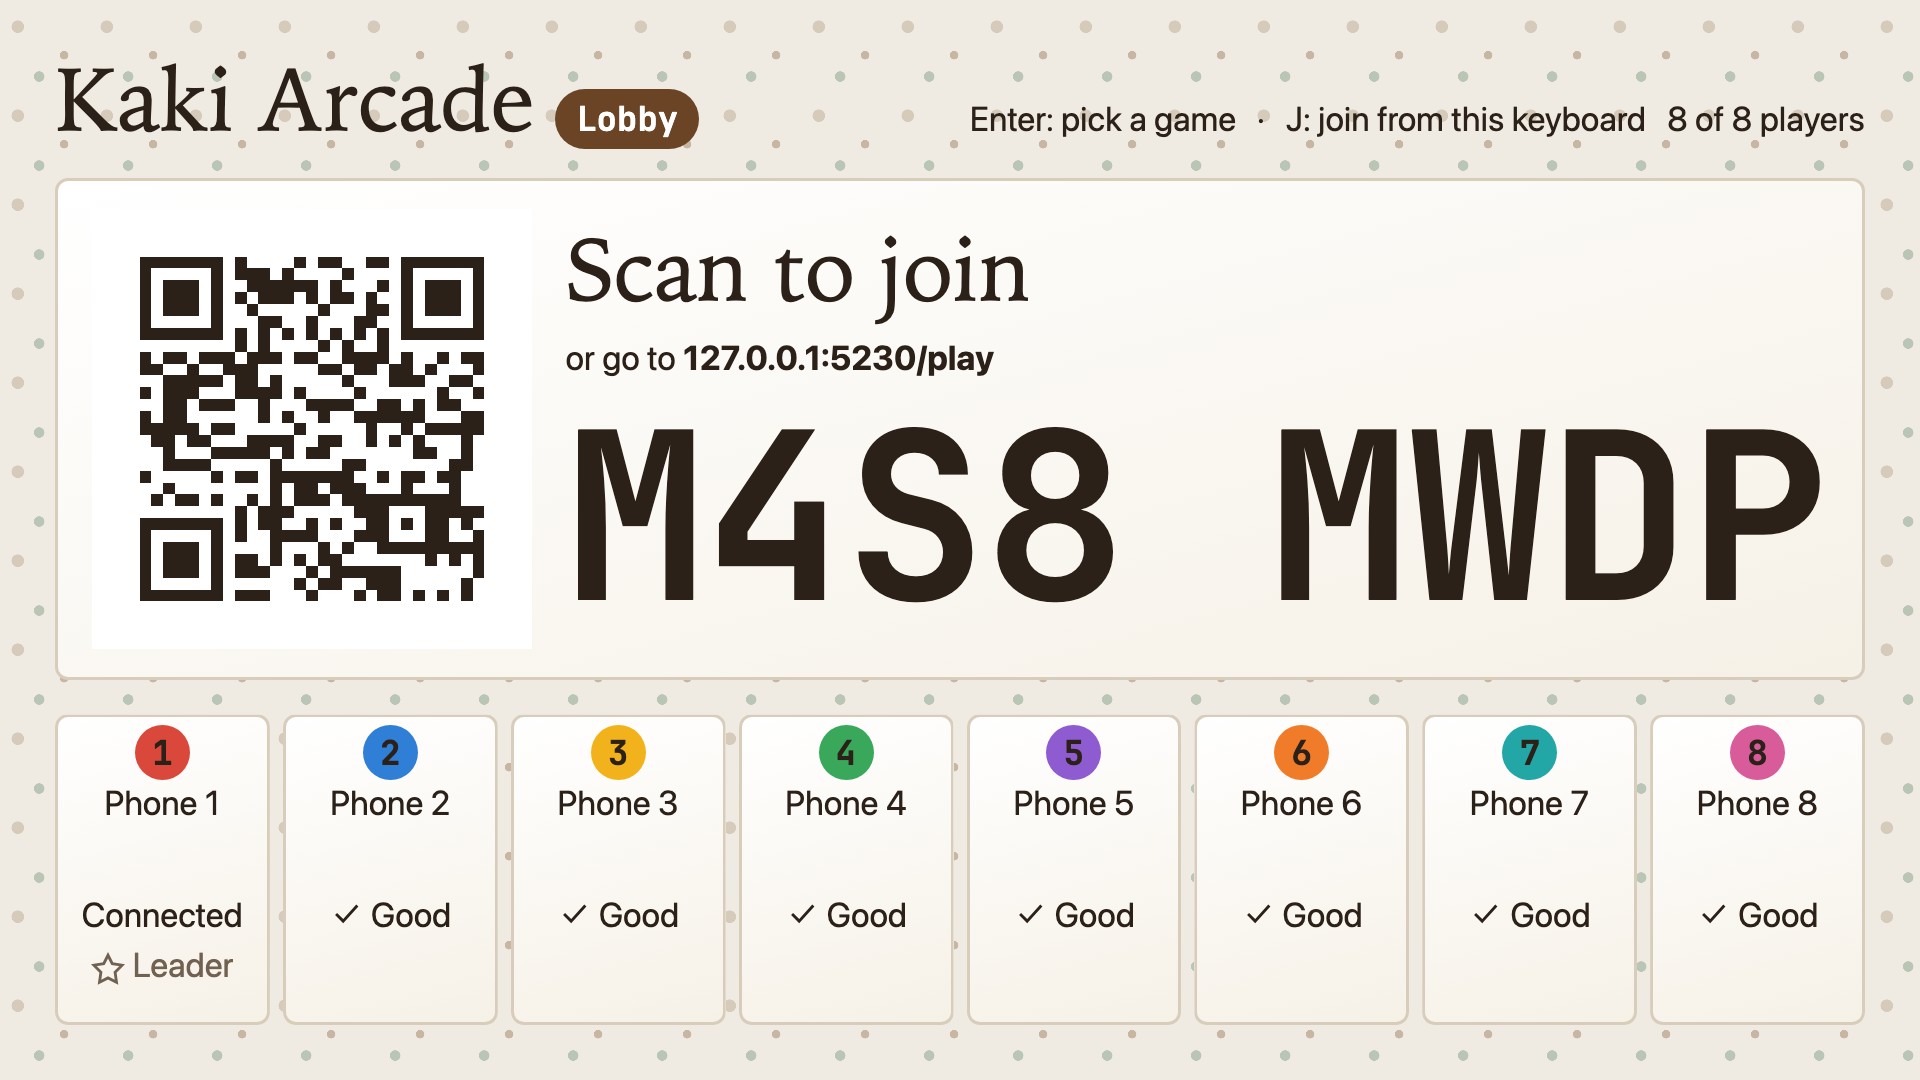 Kaki Arcade Lobby
Enter: pick a game · J: join from this keyboard 8 of 8 players
Scan to join
or go to 127.0.0.1:5230/play
M4S8 MWDP
1 2 3 4 5 6 7 8
Phone 1 Phone 2 Phone 3 Phone 4 Phone 5 Phone 6 Phone 7 Phone 8
Connected ✓ Good ✓ Good ✓ Good ✓ Good ✓ Good ✓ Good ✓ Good
☆ Leader